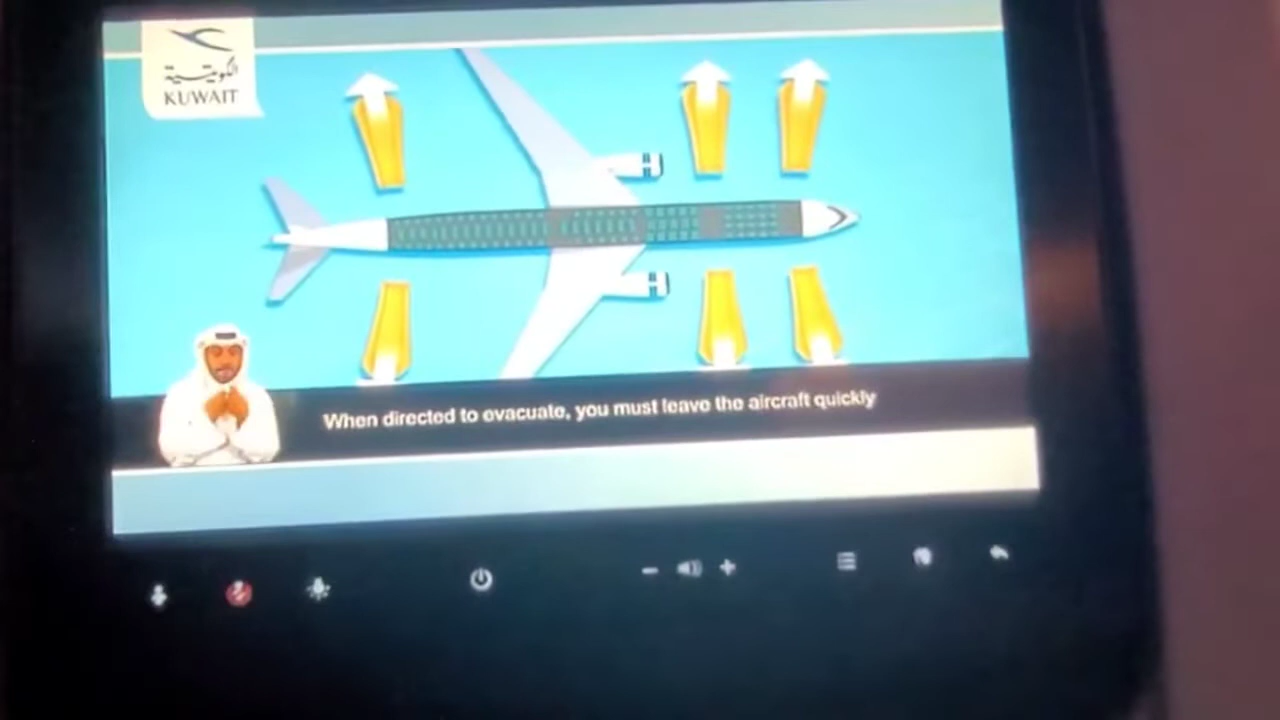 الكويتية
KUWAIT
When directed to evacuate, you must leave the aircraft quickly